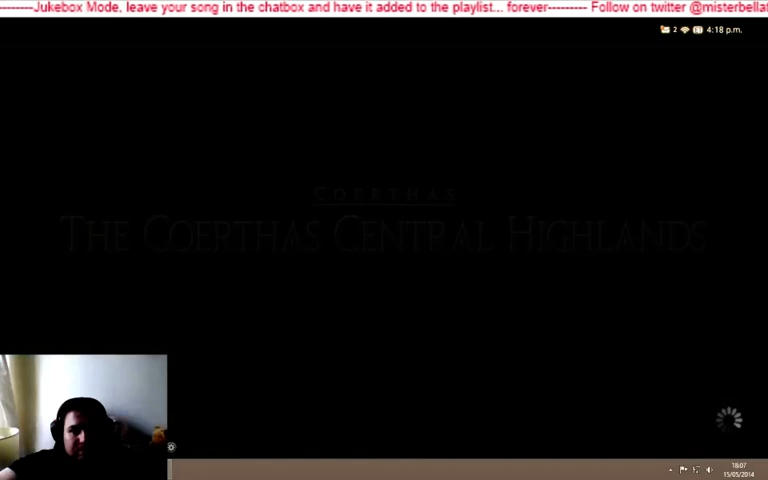 --------Jukebox Mode, leave your song in the chatbox and have it added to the playlist... forever--------- Follow on twitter @misterbellat
2 4:18 p.m.
COERTHAS
THE COERTHAS CENTRAL HIGHLANDS
18:07
15/05/2014